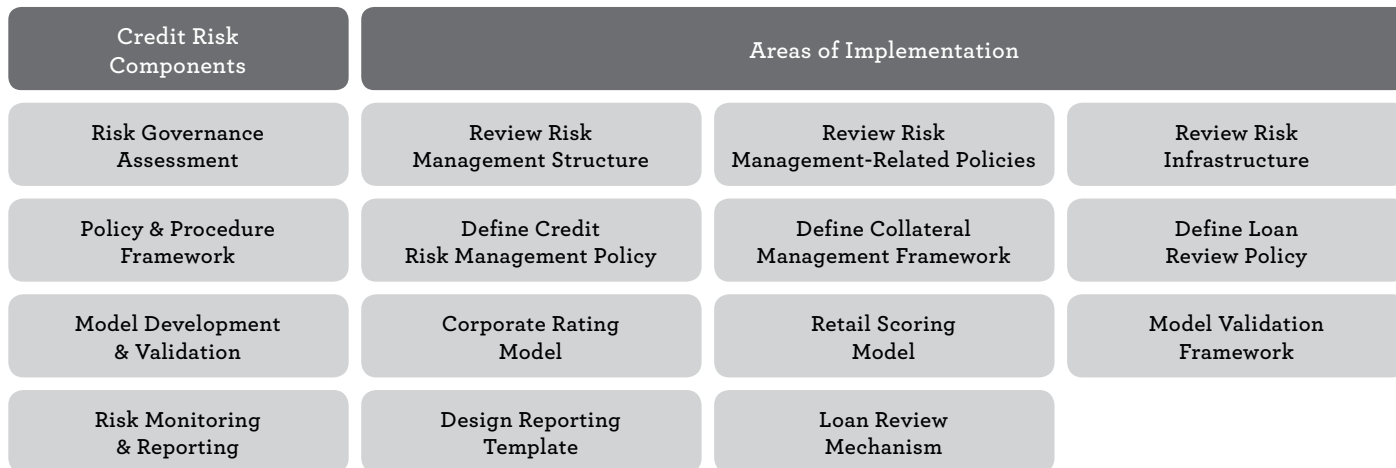 Credit Risk
Components
Areas of Implementation
Risk Governance
Assessment
Review Risk
Management Structure
Review Risk
Management-Related Policies
Review Risk
Infrastructure
Policy & Procedure
Framework
Define Credit
Risk Management Policy
Define Collateral
Management Framework
Define Loan
Review Policy
Model Development
& Validation
Corporate Rating
Model
Retail Scoring
Model
Model Validation
Framework
Risk Monitoring
& Reporting
Design Reporting
Template
Loan Review
Mechanism